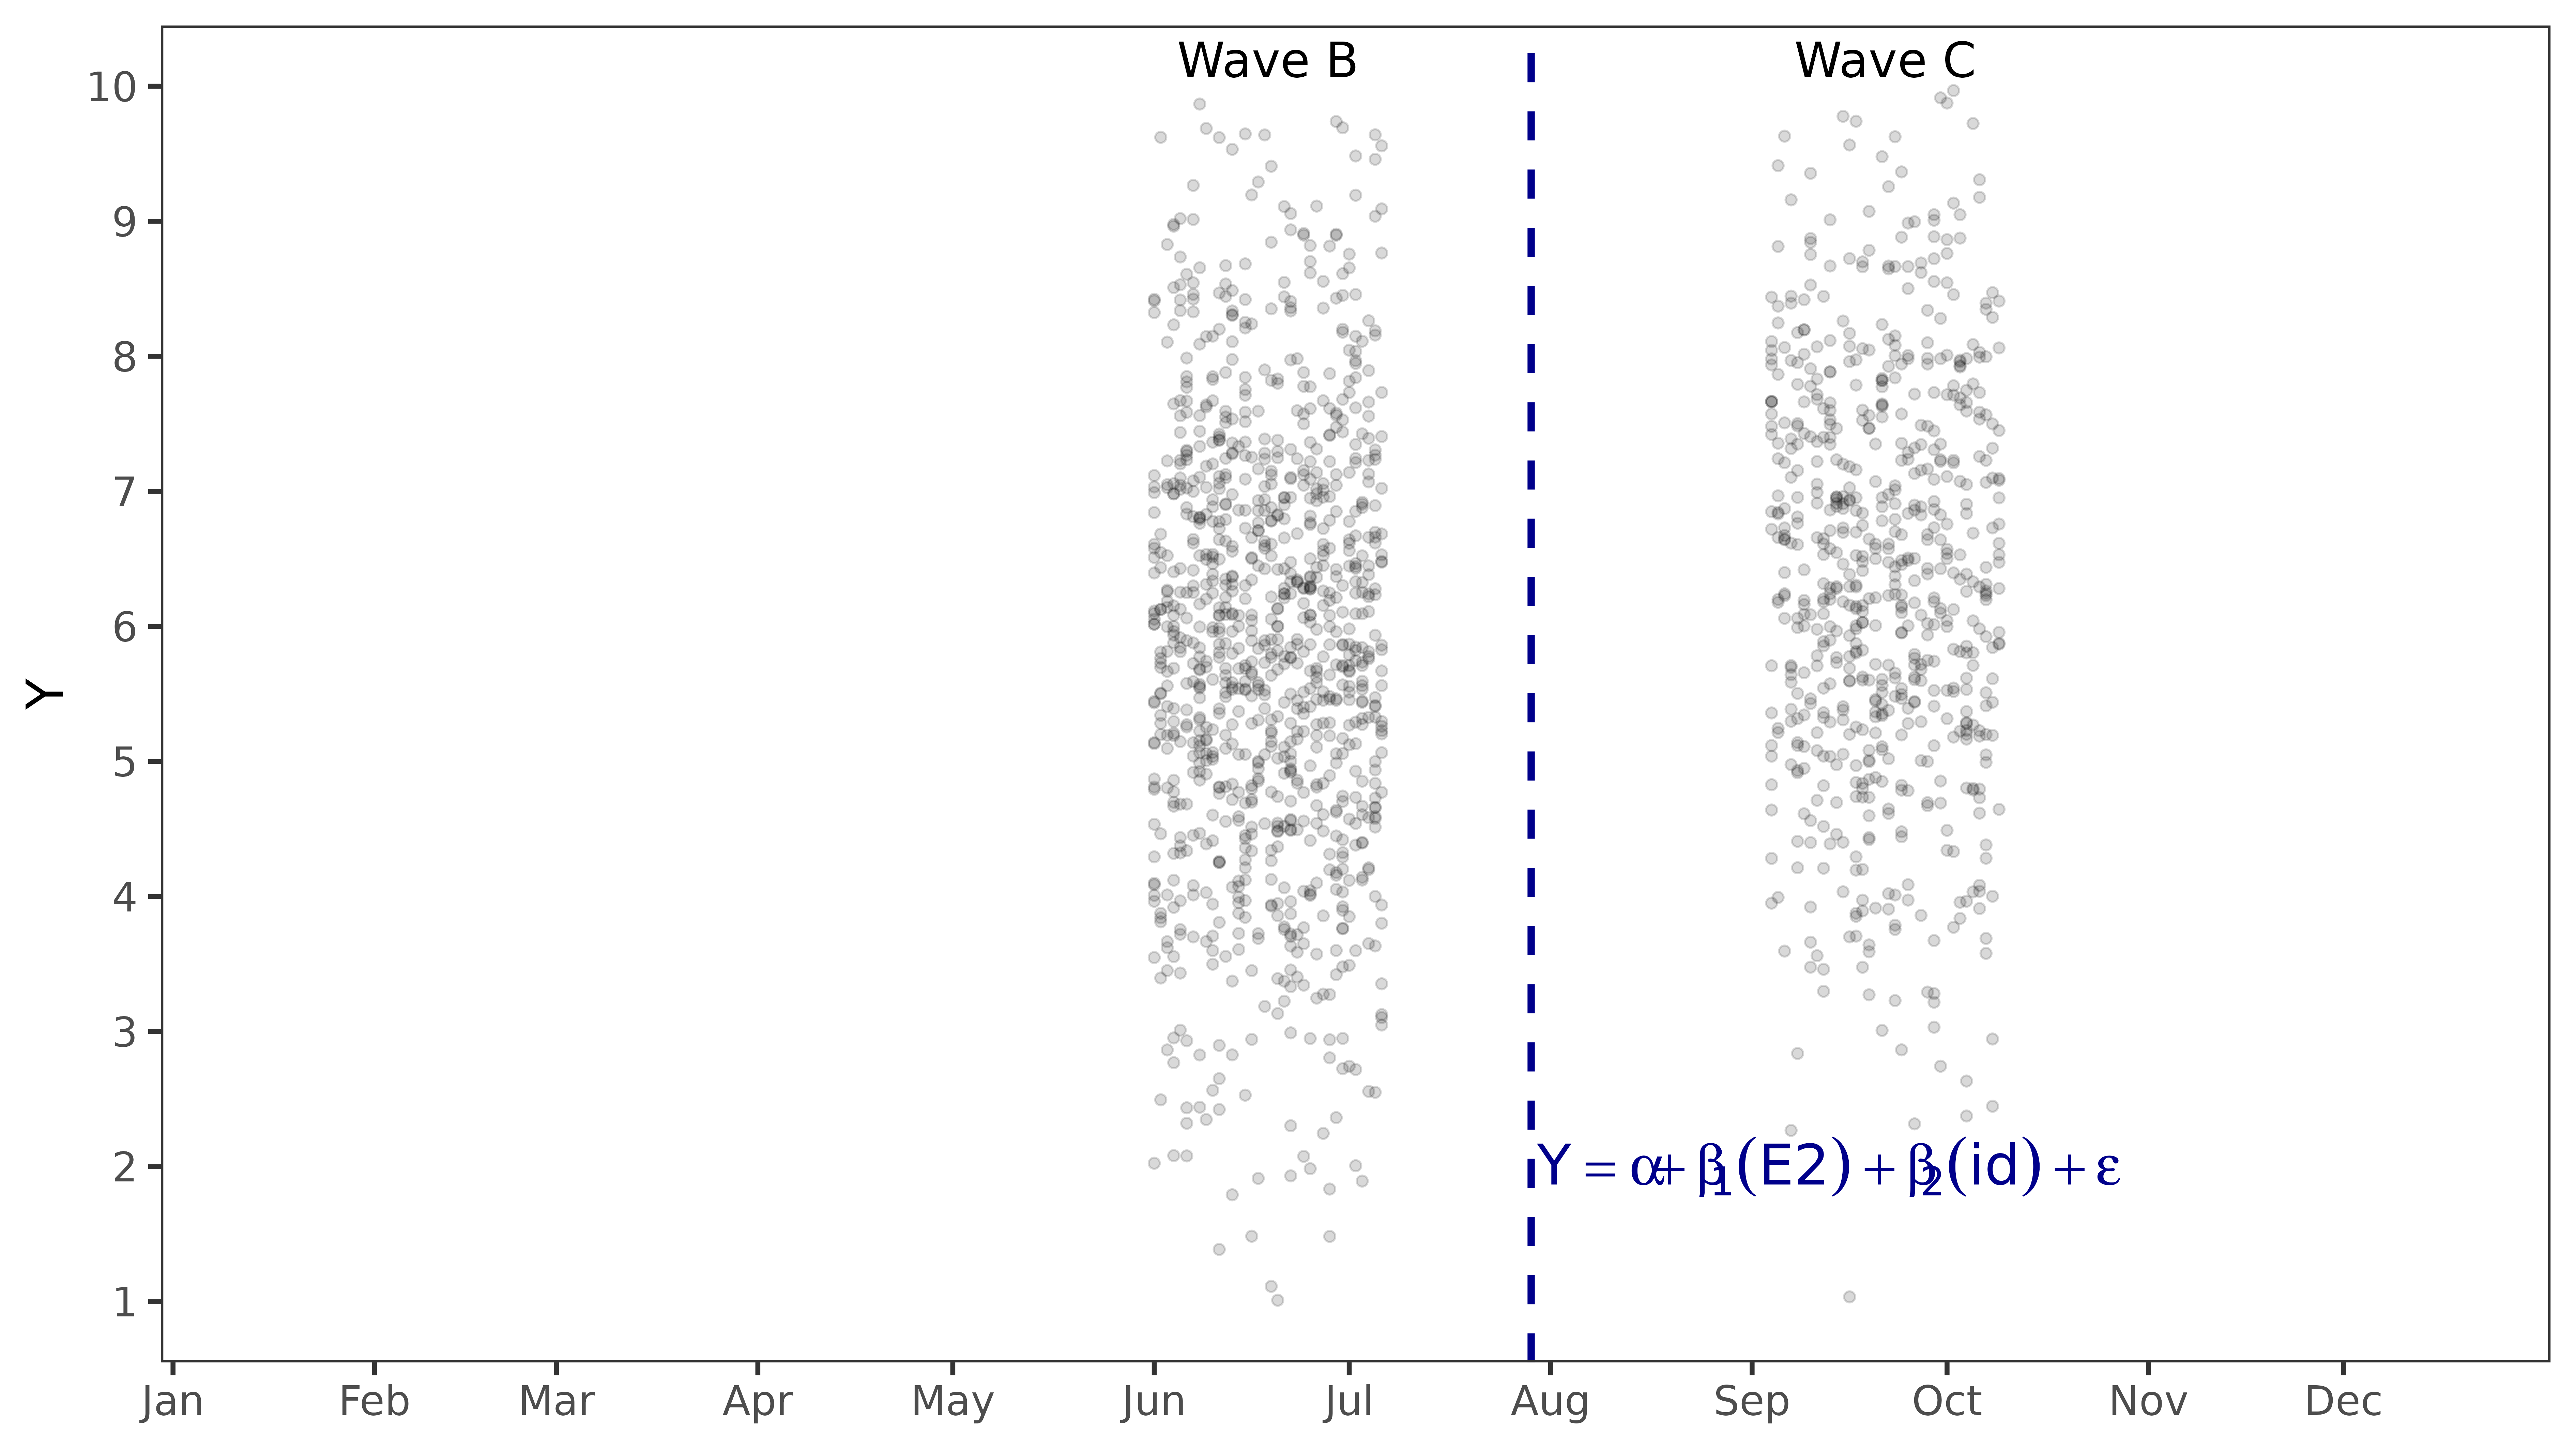 Wave B Wave C
10
9
8
7
6
5
4
3
2
1
Y
Y = α + β₁(E2) + β₂(id) + ε
Jan Feb Mar Apr May Jun Jul Aug Sep Oct Nov Dec